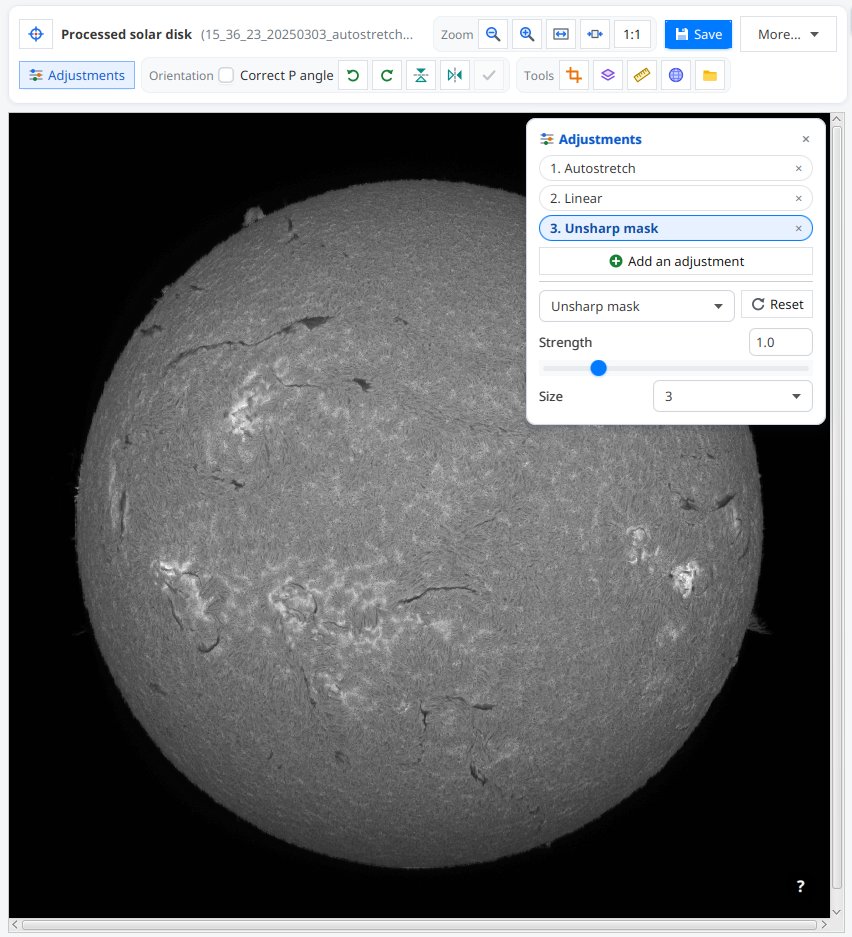 Processed solar disk (15_36_23_20250303_autostretch... Zoom 1:1 Save More...
Adjustments Orientation Correct P angle Tools
Adjustments ×
1. Autostretch ×
2. Linear ×
3. Unsharp mask ×
Add an adjustment
Unsharp mask Reset
Strength 1.0
Size 3
?